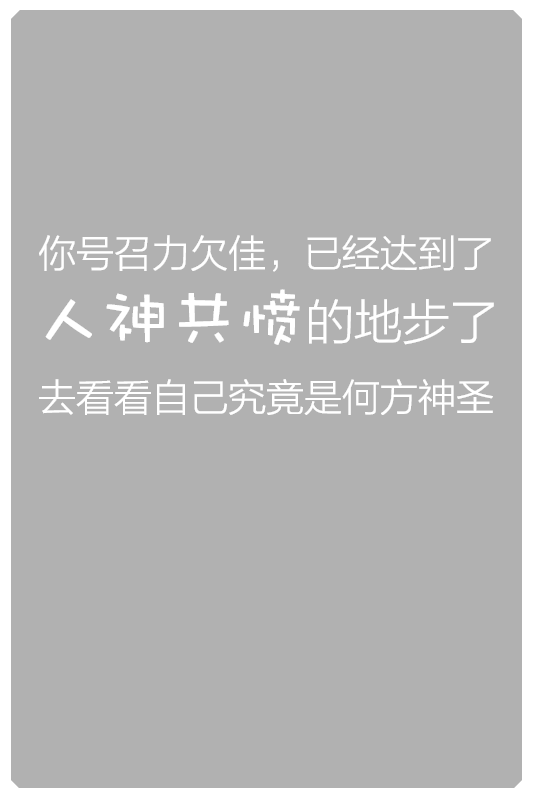 你号召力欠佳，已经达到了
人神共愤的地步了
去看看自己究竟是何方神圣